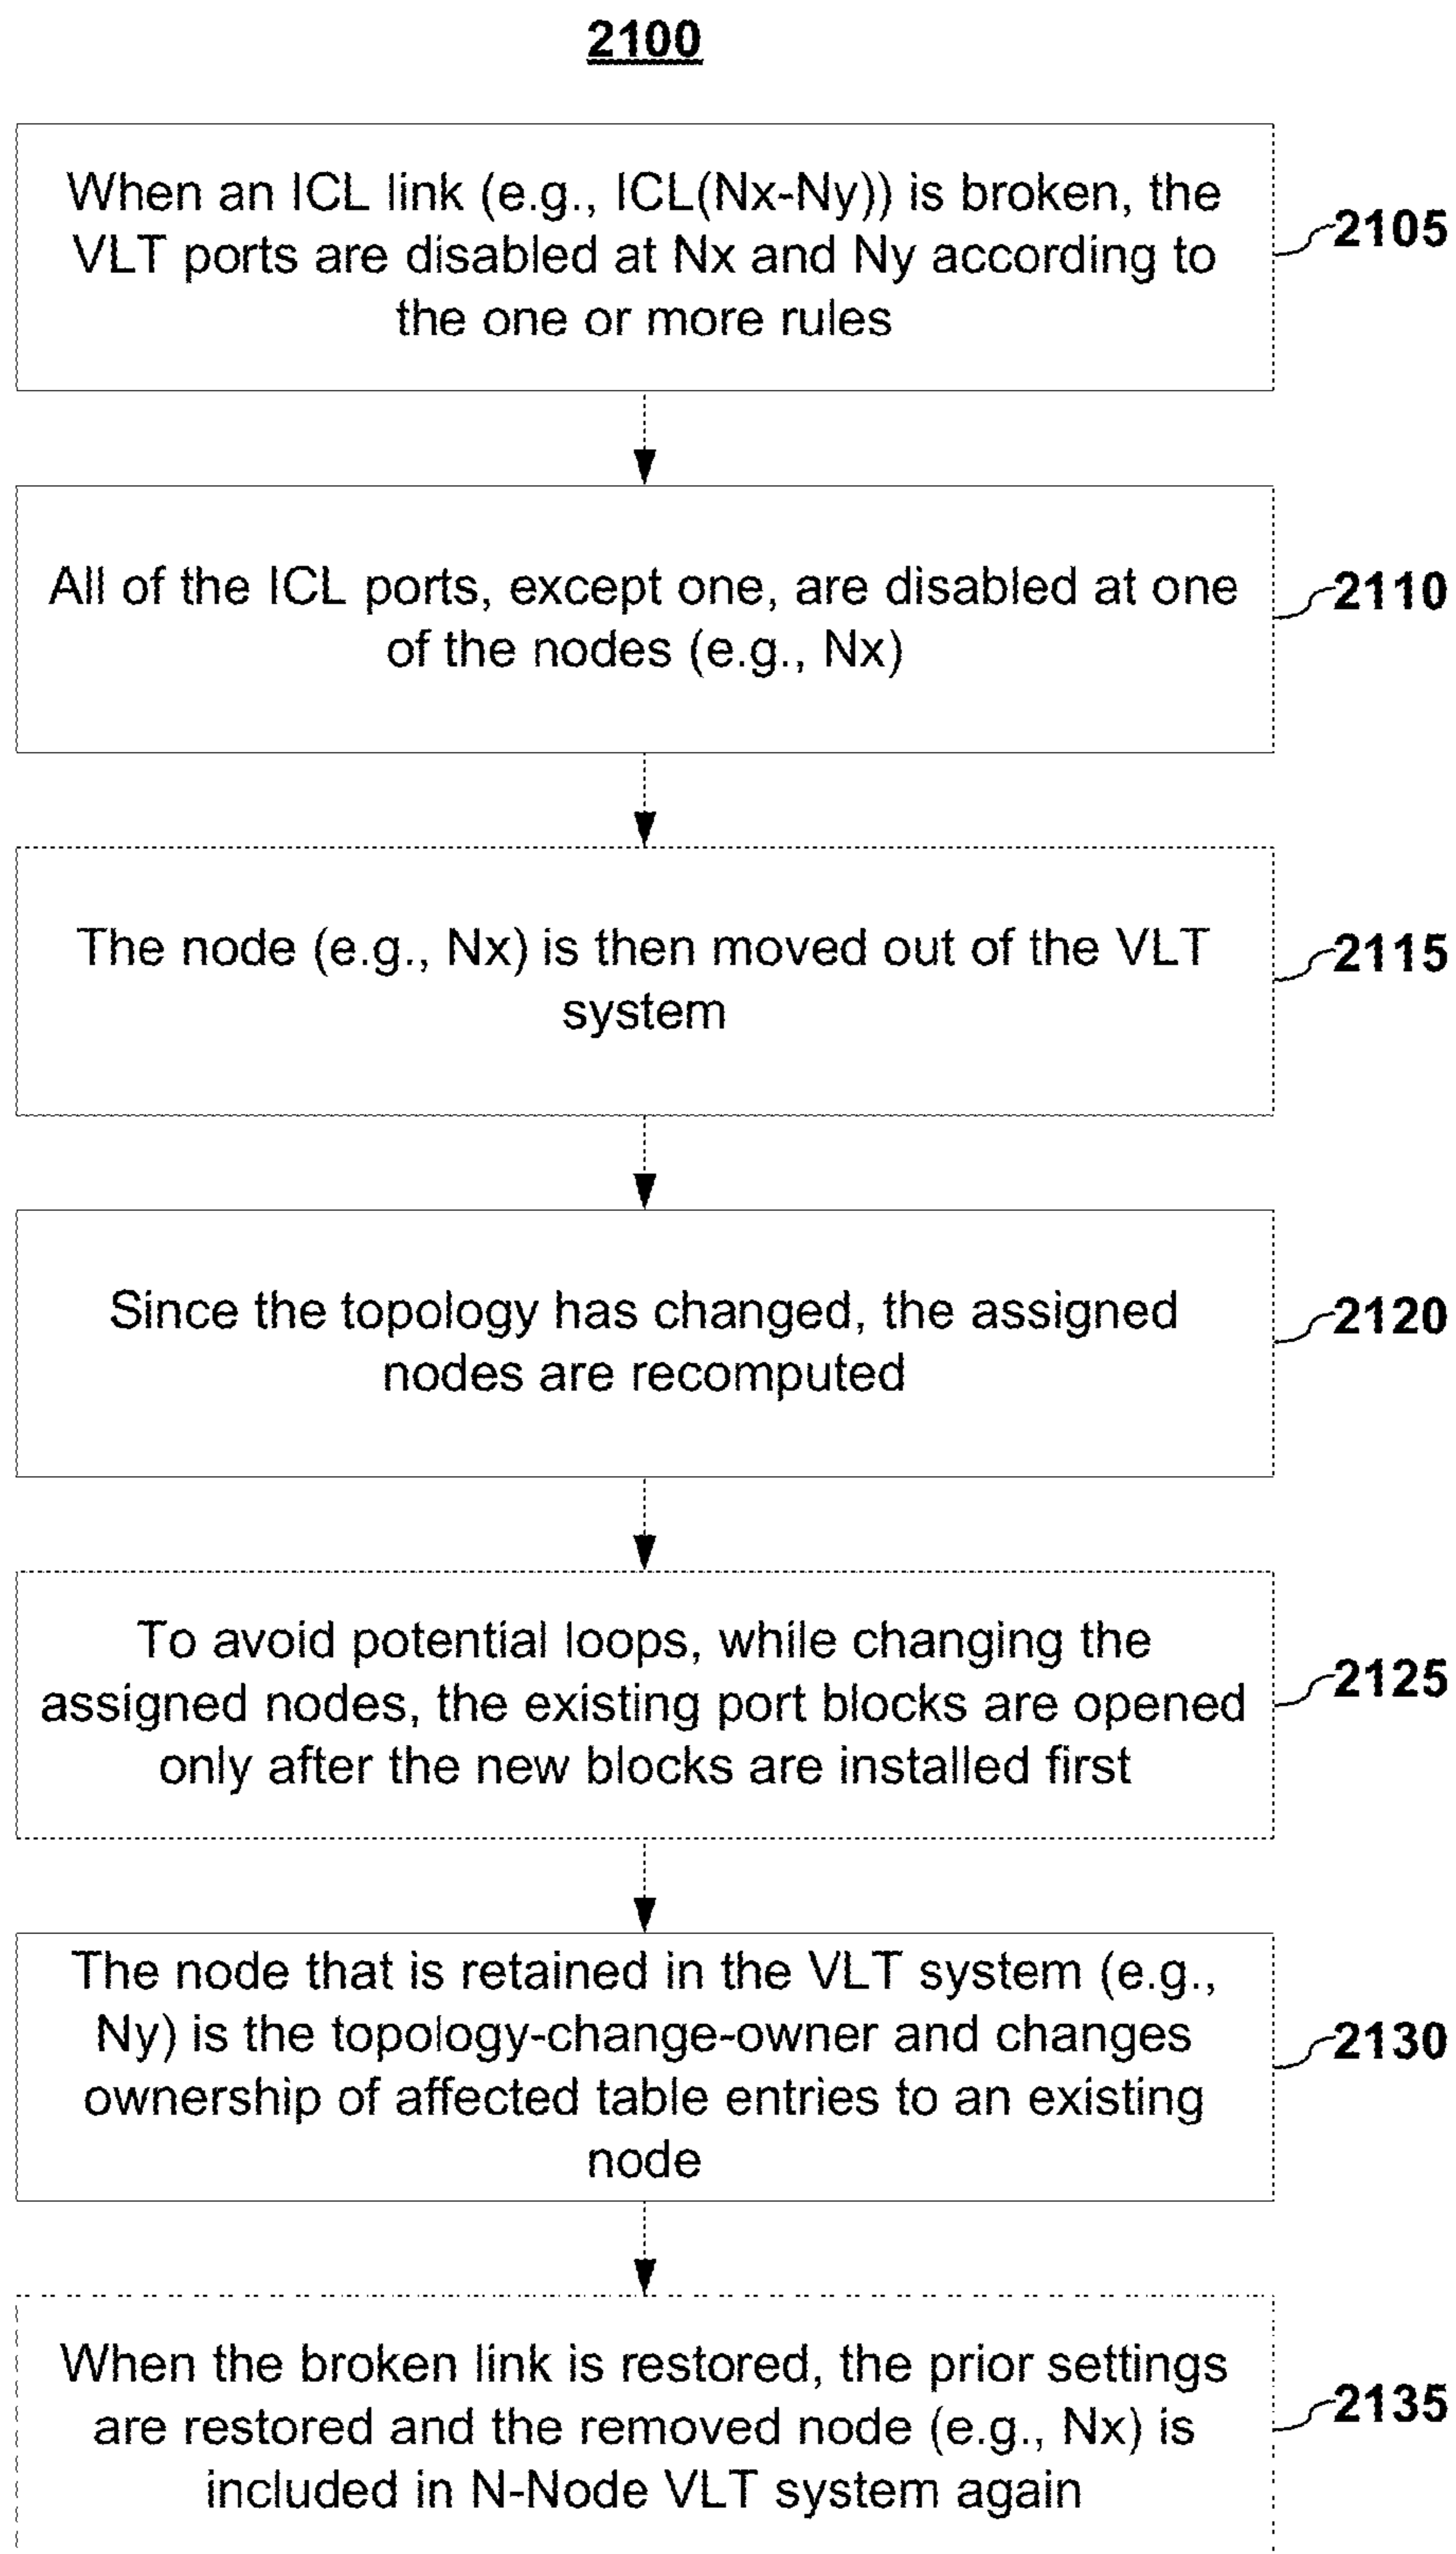 2100
When an ICL link (e.g., ICL(Nx-Ny)) is broken, the
VLT ports are disabled at Nx and Ny according to
the one or more rules
2105
All of the ICL ports, except one, are disabled at one
of the nodes (e.g., Nx)
2110
The node (e.g., Nx) is then moved out of the VLT
system
2115
Since the topology has changed, the assigned
nodes are recomputed
2120
To avoid potential loops, while changing the
assigned nodes, the existing port blocks are opened
only after the new blocks are installed first
2125
The node that is retained in the VLT system (e.g.,
Ny) is the topology-change-owner and changes
ownership of affected table entries to an existing
node
2130
When the broken link is restored, the prior settings
are restored and the removed node (e.g., Nx) is
included in N-Node VLT system again
2135